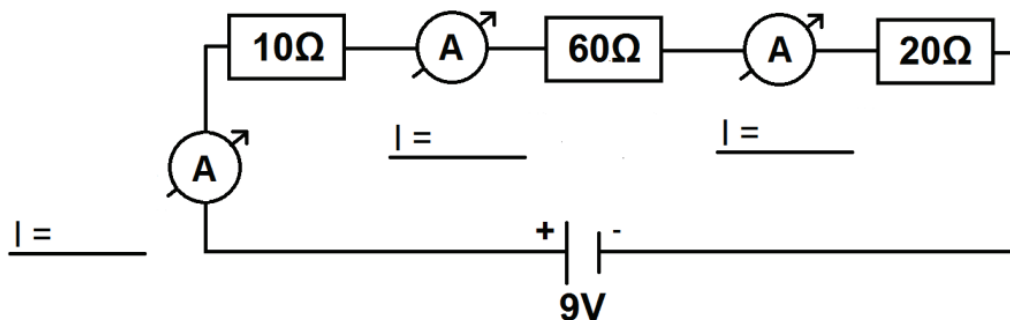 10Ω A 60Ω A 20Ω
I = I =
A
I =
+ -
9V